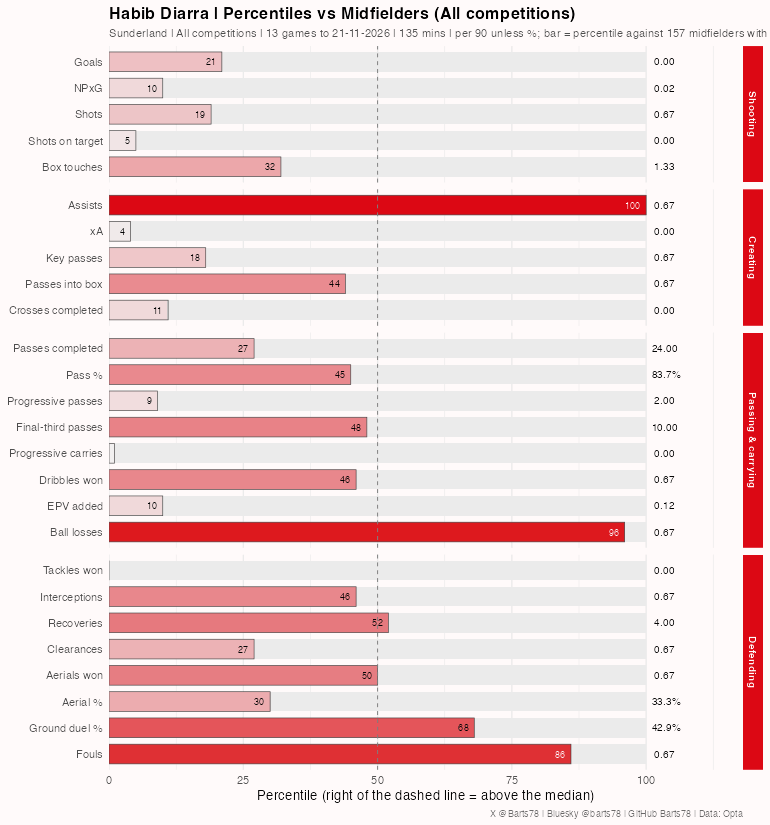 Habib Diarra | Percentiles vs Midfielders (All competitions)
Sunderland | All competitions | 13 games to 21-11-2026 | 135 mins | per 90 unless %; bar = percentile against 157 midfielders with
Goals 21 0.00
NPxG 10 0.02
Shots 19 0.67
Shots on target 5 0.00
Box touches 32 1.33
Shooting
Assists 100 0.67
xA 4 0.00
Key passes 18 0.67
Passes into box 44 0.67
Crosses completed 11 0.00
Creating
Passes completed 27 24.00
Pass % 45 83.7%
Progressive passes 9 2.00
Final-third passes 48 10.00
Progressive carries 0.00
Dribbles won 46 0.67
EPV added 10 0.12
Ball losses 96 0.67
Passing & carrying
Tackles won 0.00
Interceptions 46 0.67
Recoveries 52 4.00
Clearances 27 0.67
Aerials won 50 0.67
Aerial % 30 33.3%
Ground duel % 68 42.9%
Fouls 86 0.67
Defending
0 25 50 75 100
Percentile (right of the dashed line = above the median)
X @Barts78 | Bluesky @barts78 | GitHub Barts78 | Data: Opta